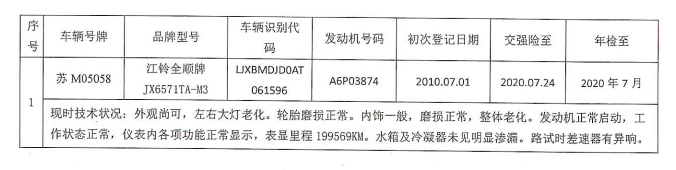 序号 车辆号牌 品牌型号 车辆识别代码 发动机号码 初次登记日期 交强险至 年检至
1 苏 M05058 江铃全顺牌 JX6571TA-M3 LJXBMDJD0AT061596 A6P03874 2010.07.01 2020.07.24 2020 年 7 月
现时技术状况：外观尚可，左右大灯老化。轮胎磨损正常。内饰一般，磨损正常，整体老化。发动机正常启动，工
作状态正常，仪表内各项功能正常显示，表显里程 199569KM。水箱及冷凝器未见明显渗漏。路试时差速器有异响。